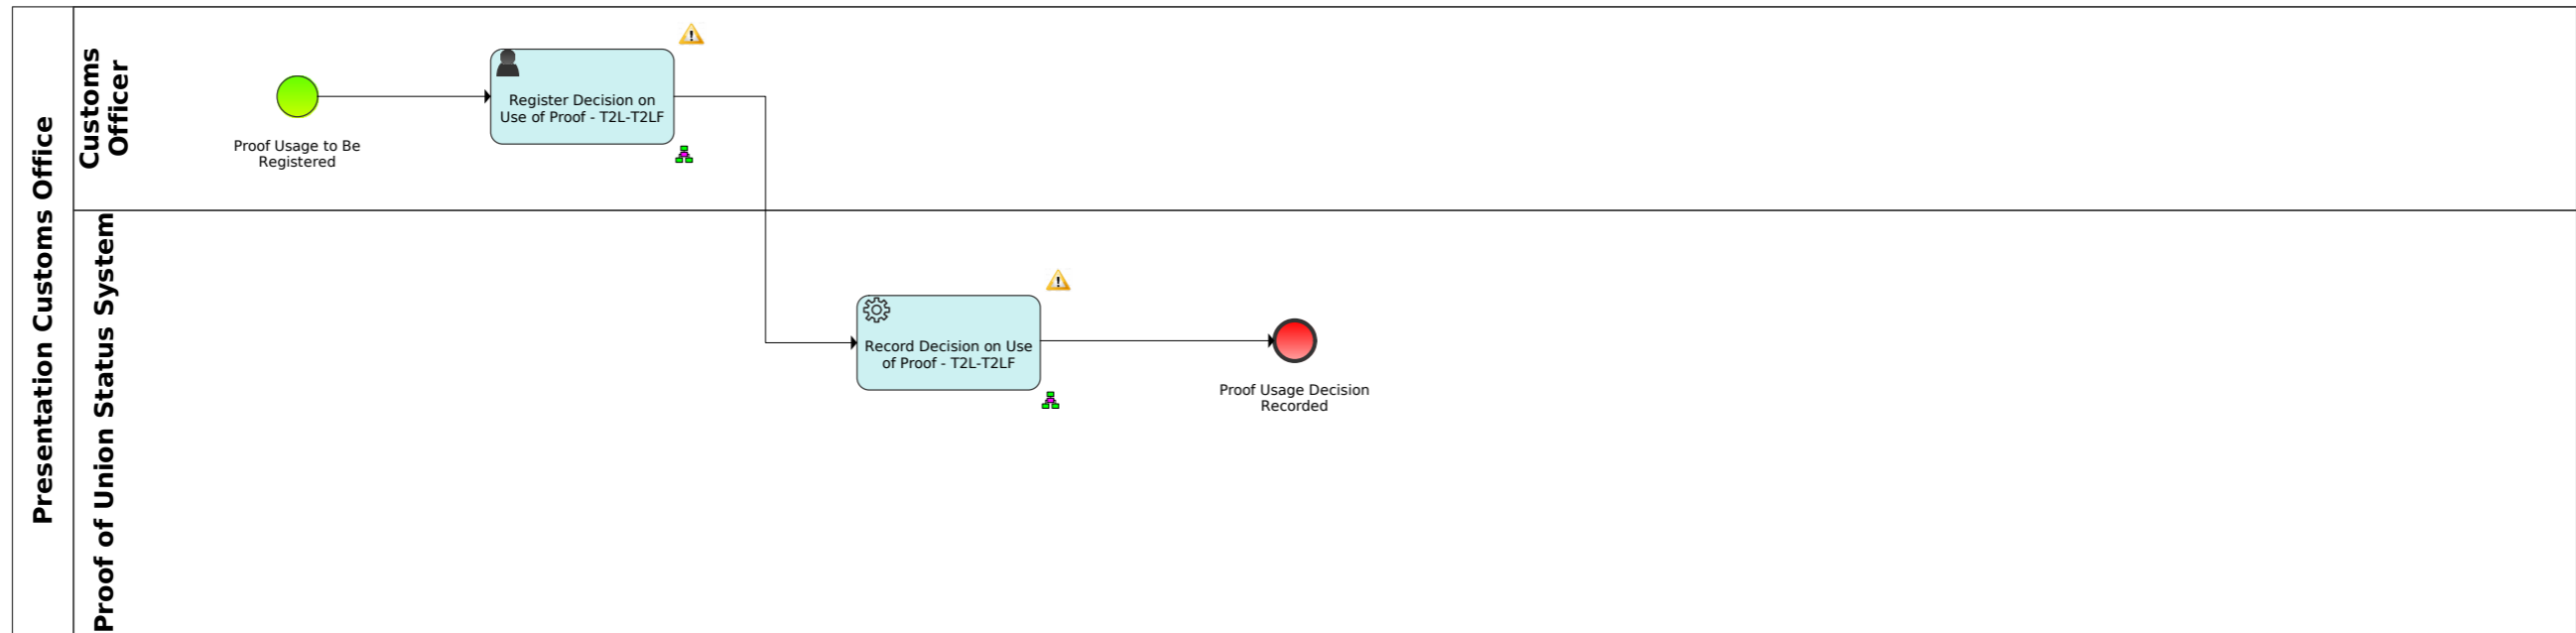 Presentation Customs Office
Customs
Officer
Proof Usage to Be
Registered
Register Decision on
Use of Proof - T2L-T2LF
Proof of Union Status System
Record Decision on Use
of Proof - T2L-T2LF
Proof Usage Decision
Recorded